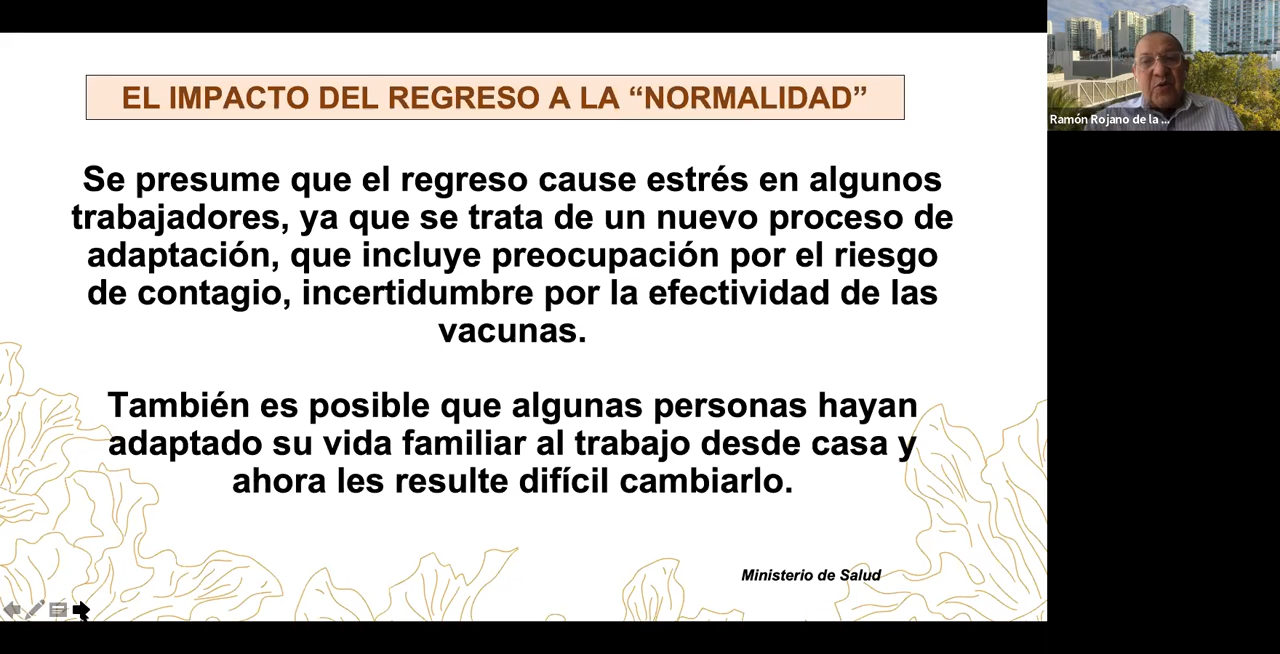 EL IMPACTO DEL REGRESO A LA “NORMALIDAD”
Se presume que el regreso cause estrés en algunos
trabajadores, ya que se trata de un nuevo proceso de
adaptación, que incluye preocupación por el riesgo
de contagio, incertidumbre por la efectividad de las
vacunas.
También es posible que algunas personas hayan
adaptado su vida familiar al trabajo desde casa y
ahora les resulte difícil cambiarlo.
Ministerio de Salud
Ramón Rojano de la ...